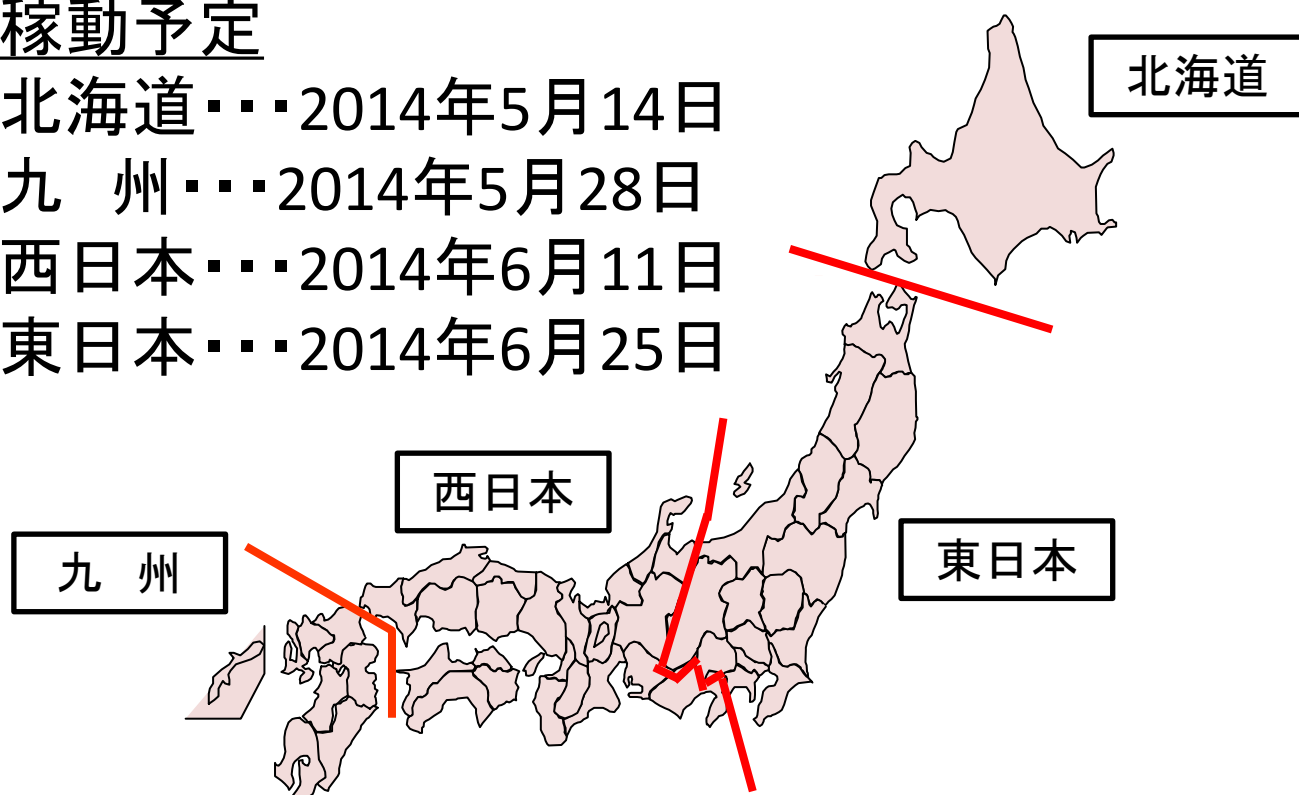 稼動予定
北海道・・・2014年5月14日
九　州・・・2014年5月28日
西日本・・・2014年6月11日
東日本・・・2014年6月25日
北海道
西日本
東日本
九　州